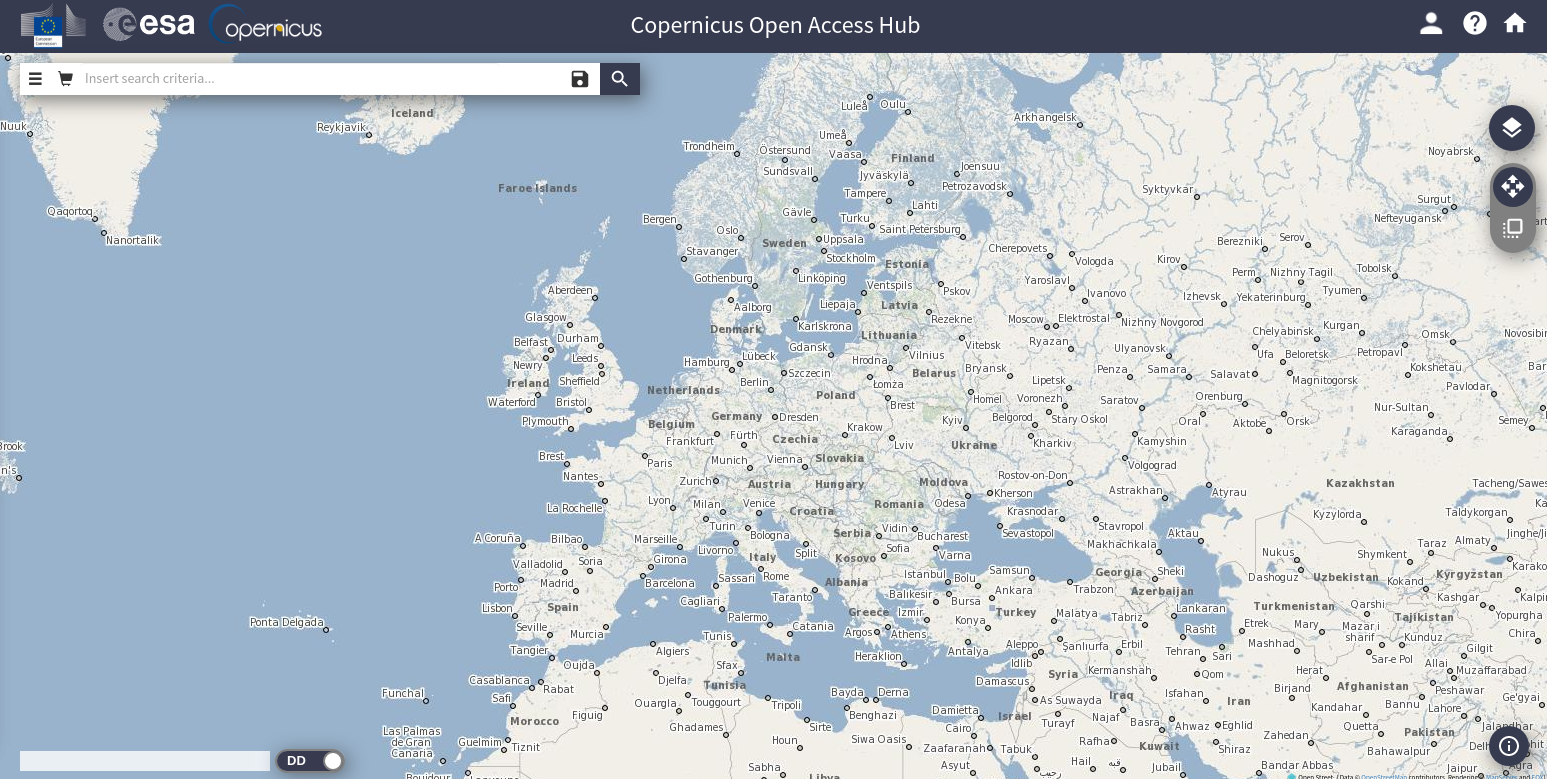 esa
opernicus
Copernicus Open Access Hub
Insert search criteria...
Iceland
Reykjavik
Nuuk
Luleå
Oulu
Arkhangelsk
Umeå
Trondheim
Östersund
Vaasa
Finland
Noyabrsk
Sundsvall
Jyväskylä
Joensuu
Faroe Islands
Tampere
Petrozavodsk
Syktyvkar
Surgut
Qaqortoq
Bergen
Gävle
Turku
Lahti
Nefteyugansk
Nanortalik
Oslo
Uppsala
Saint Petersburg
Sweden
Cherepovets
Berezniki
Serov
Stavanger
Stockholm
Estonia
Vologda
Kirov
Gothenburg
Linköping
Ventspils
Yaroslavl
Perm
Nizhny Tagil
Tobolsk
Aberdeen
Pskov
Ivanovo
Izhevsk
Yekaterinburg
Tyumen
Aalborg
Liepaja
Latvia
Glasgow
Karlskrona
Rezekne
Moscow
Elektrostal
Nizhny Novgorod
Denmark
Lithuania
Chelyabinsk
Kurgan
Omsk
Novosibir
Belfast
Durham
Gdansk
Vitebsk
Ryazan
Ulyanovsk
Ufa
Beloretsk
Petropavl
Newry
Leeds
Hamburg
Lübeck
Hrodna
Vilnius
Bryansk
Penza
Samara
Salavat
Kokshetau
Ireland
Sheffield
Berlin
Szczecin
Łomża
Belarus
Lipetsk
Magnitogorsk
Pavlodar
Netherlands
Poland
Waterford
Bristol
Brest
Homel
Voronezh
Saratov
Orenburg
Nur-Sultan
Plymouth
Germany
Dresden
Belgorod
Stary Oskol
Oral
Aktobe
Orsk
Semey
Belgium
Kyiv
Frankfurt
Fürth
Czechia
Krakow
Lviv
Ukraine
Kharkiv
Kamyshin
Karaganda
Brook
Brest
Paris
Munich
Vienna
Slovakia
Volgograd
n's
Nantes
Zurich
Austria
Hungary
Moldova
Rostov-on-Don
Kazakhstan
Tacheng/Sawes
Lyon
Milan
Venice
Romania
Odesa
Kherson
Astrakhan
Atyrau
La Rochelle
Croatia
Krasnodar
Kyzylorda
Taldykorgan
Turin
Bologna
Serbia
Vidin
Bucharest
Sevastopol
Stavropol
Aktau
A Coruña
Bilbao
Marseille
Livorno
Split
Sofia
Makhachkala
Taraz
Almaty
Jinghe/Ji
Valladolid
Soria
Girona
Italy
Kosovo
Varna
Nukus
Shymkent
Porto
Madrid
Barcelona
Sassari
Rome
Albania
Istanbul
Bolu
Samsun
Georgia
Sheki
Dashoguz
Uzbekistan
Kokand
Kyrgyzstan
Karako
Spain
Taranto
Balıkesir
Bursa
Ankara
Trabzon
Azerbaijan
Kashgar
Lisbon
Cagliari
Greece
Izmir
Turkey
Malatya
Lankaran
Turkmenistan
Qarshi
Tajikistan
Yopurgha
Ponta Delgada
Seville
Murcia
Palermo
Catania
Argos
Athens
Konya
Tabriz
Rasht
Etrek
Mary
Mazār i sharif
Kunduz
Chira
Tangier
Algiers
Tunis
Malta
Heraklion
Antalya
Aleppo
Şanlıurfa
Erbil
Tehran
Sari
Mashhad
Sar-e Pol
Gilgit
Oujda
Sfax
Idlib
Syria
Kermanshah
Qom
Herat
Allai
Muzaffarabad
Casablanca
Rabat
Djelfa
Tunisia
Damascus
Iraq
Isfahan
Iran
Birjand
Afghanistan
Peshawar
Ge'gyai
Funchal
Safi
Touggourt
Bayda
Derna
As Suwayda
Ouargla
Tripoli
Benghazi
Damietta
Israel
Najaf
Kandahar
Bannu
Lahore
Morocco
Figuig
Ghadames
Sirte
Cairo
Turayf
Basra
Ahwaz
Eghlid
Quetta
Pakistan
Jalandhar
Las Palmas
de Gran
Canaria
Guelmim
Tiznit
Houn
Siwa Oasis
Zaafaranah
Tabuk
Rafha
Kuwait
Shiraz
Zahedan
Bahawalpur
Sabha
Asyut
Hail
Jubail
Bandar Abbas
Jaipur
Agra
Boujdour
Libya
DD